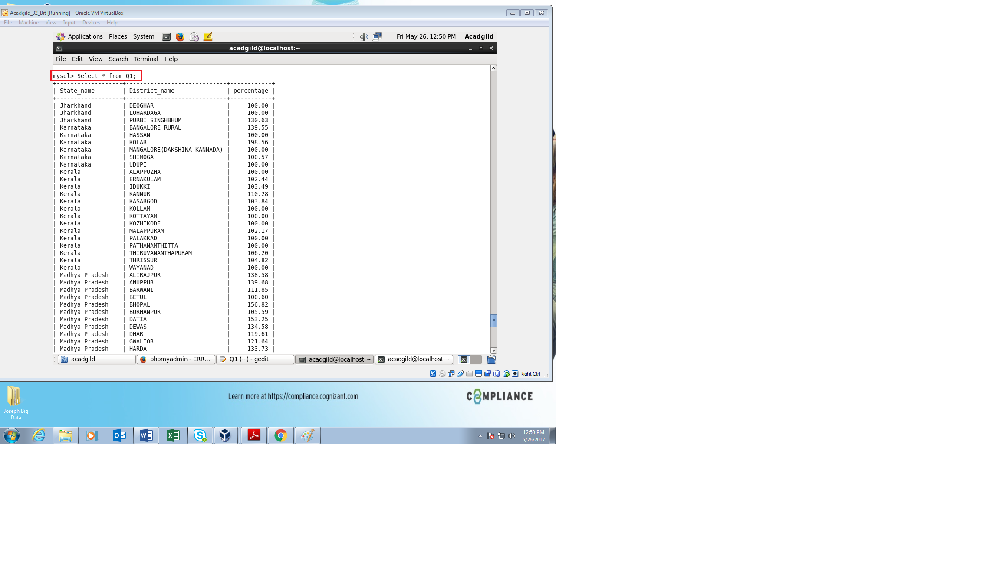 Acadgild_32_Bit [Running] - Oracle VM VirtualBox
File Machine View Input Devices Help
Applications Places System Fri May 26, 12:50 PM Acadgild
acadgild@localhost:~
File Edit View Search Terminal Help
mysql> Select * from Q1;
+-------------------+-----------------------------+------------+
| State_name | District_name | percentage |
+-------------------+-----------------------------+------------+
| Jharkhand | DEOGHAR | 100.00 |
| Jharkhand | LOHARDAGA | 100.00 |
| Jharkhand | PURBI SINGHBHUM | 130.63 |
| Karnataka | BANGALORE RURAL | 139.55 |
| Karnataka | HASSAN | 100.00 |
| Karnataka | KOLAR | 198.56 |
| Karnataka | MANGALORE(DAKSHINA KANNADA) | 100.00 |
| Karnataka | SHIMOGA | 100.57 |
| Karnataka | UDUPI | 100.00 |
| Kerala | ALAPPUZHA | 100.00 |
| Kerala | ERNAKULAM | 102.44 |
| Kerala | IDUKKI | 103.49 |
| Kerala | KANNUR | 110.28 |
| Kerala | KASARGOD | 103.84 |
| Kerala | KOLLAM | 100.00 |
| Kerala | KOTTAYAM | 100.00 |
| Kerala | KOZHIKODE | 100.00 |
| Kerala | MALAPPURAM | 102.17 |
| Kerala | PALAKKAD | 100.00 |
| Kerala | PATHANAMTHITTA | 100.00 |
| Kerala | THIRUVANANTHAPURAM | 106.20 |
| Kerala | THRISSUR | 104.82 |
| Kerala | WAYANAD | 100.00 |
| Madhya Pradesh | ALIRAJPUR | 138.58 |
| Madhya Pradesh | ANUPPUR | 139.68 |
| Madhya Pradesh | BARWANI | 111.85 |
| Madhya Pradesh | BETUL | 100.60 |
| Madhya Pradesh | BHOPAL | 156.82 |
| Madhya Pradesh | BURHANPUR | 105.59 |
| Madhya Pradesh | DATIA | 153.25 |
| Madhya Pradesh | DEWAS | 134.58 |
| Madhya Pradesh | DHAR | 119.61 |
| Madhya Pradesh | GWALIOR | 121.64 |
| Madhya Pradesh | HARDA | 133.73 |
acadgild phpmyadmin - ERR... Q1 (~) - gedit acadgild@localhost:~ acadgild@localhost:~
Right Ctrl
Learn more at https://compliance.cognizant.com
COMPLIANCE
Joseph Big
Data
12:50 PM
5/26/2017